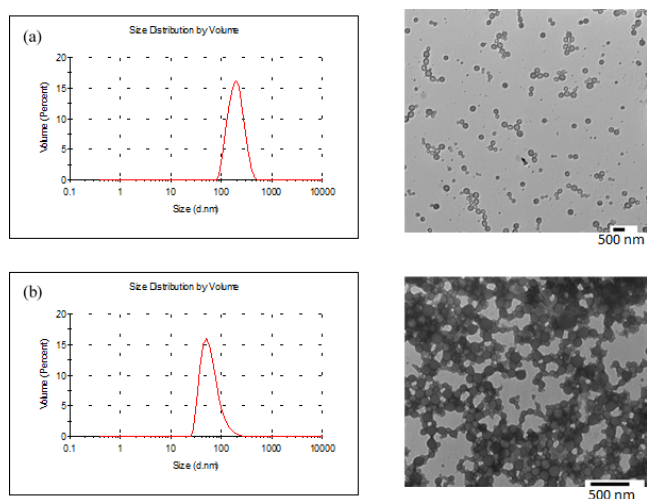 (a)
Size Distribution by Volume
20
15
10
5
0
Volume (Percent)
0.1 1 10 100 1000 10000
Size (d.nm)
500 nm
(b)
Size Distribution by Volume
20
15
10
5
0
Volume (Percent)
0.1 1 10 100 1000 10000
Size (d.nm)
500 nm